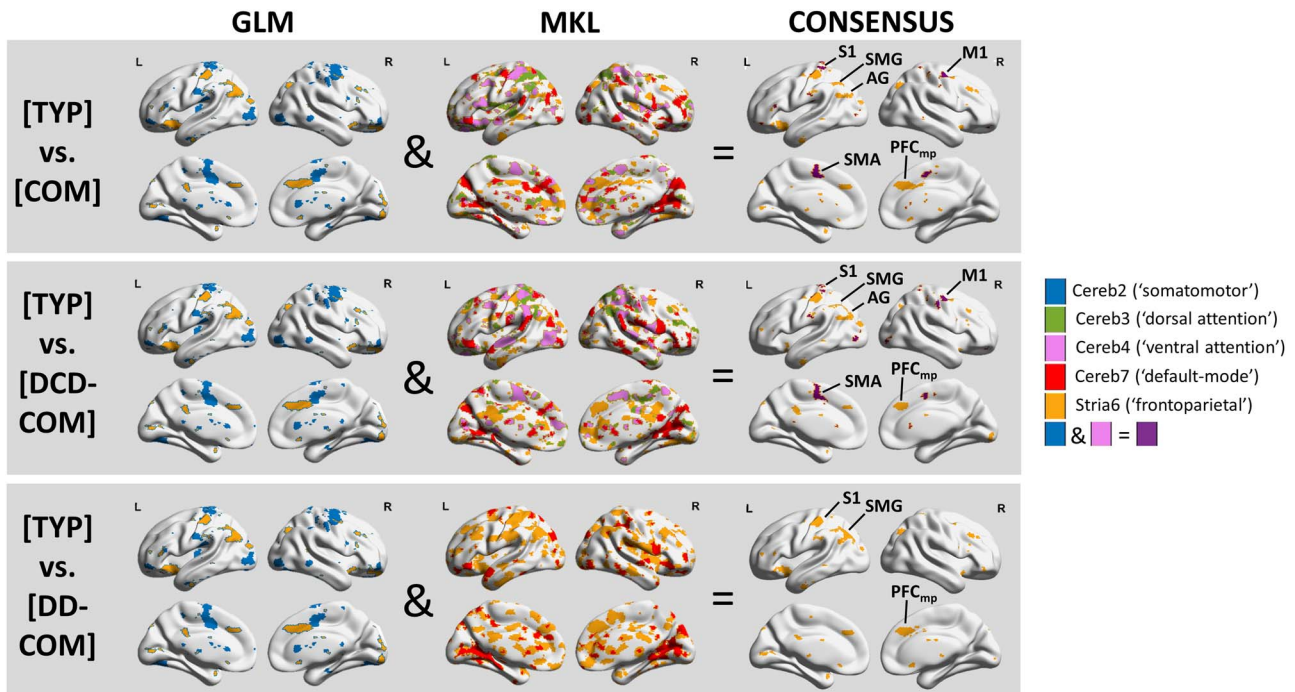 GLM MKL CONSENSUS
L R L R L R
S1 M1
SMG
AG
[TYP]
vs.
[COM]
& =
SMA PFCmp
L R L R L R
S1 M1
SMG
AG
[TYP]
vs.
[DCD-
COM]
& =
SMA PFCmp
L R L R L R
S1
SMG
[TYP]
vs.
[DD-
COM]
& =
PFCmp
Cereb2 (‘somatomotor’)
Cereb3 (‘dorsal attention’)
Cereb4 (‘ventral attention’)
Cereb7 (‘default-mode’)
Stria6 (‘frontoparietal’)
& =